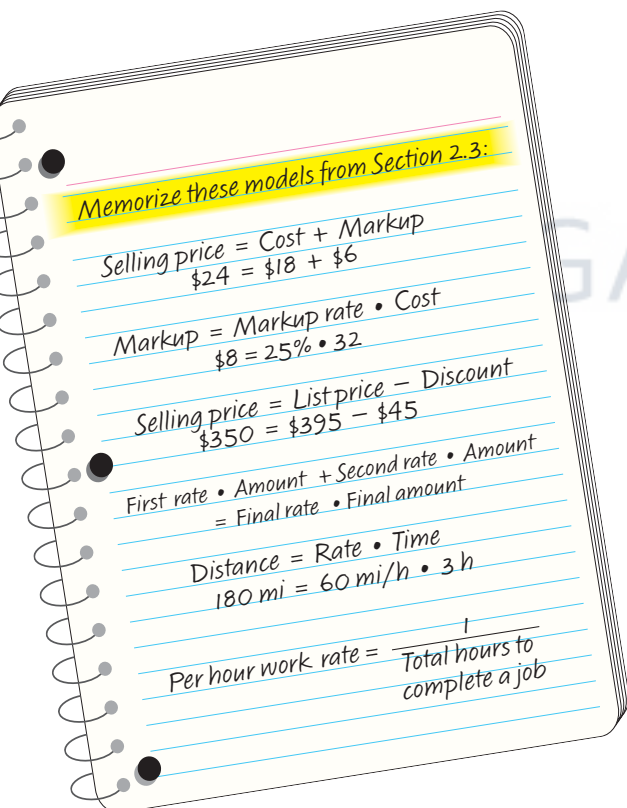 Memorize these models from Section 2.3:
Selling price = Cost + Markup
$24 = $18 + $6
Markup = Markup rate • Cost
$8 = 25% • 32
Selling price = List price − Discount
$350 = $395 − $45
First rate • Amount + Second rate • Amount
= Final rate • Final amount
Distance = Rate • Time
180 mi = 60 mi/h • 3 h
Per hour work rate = 1
Total hours to
complete a job
GA